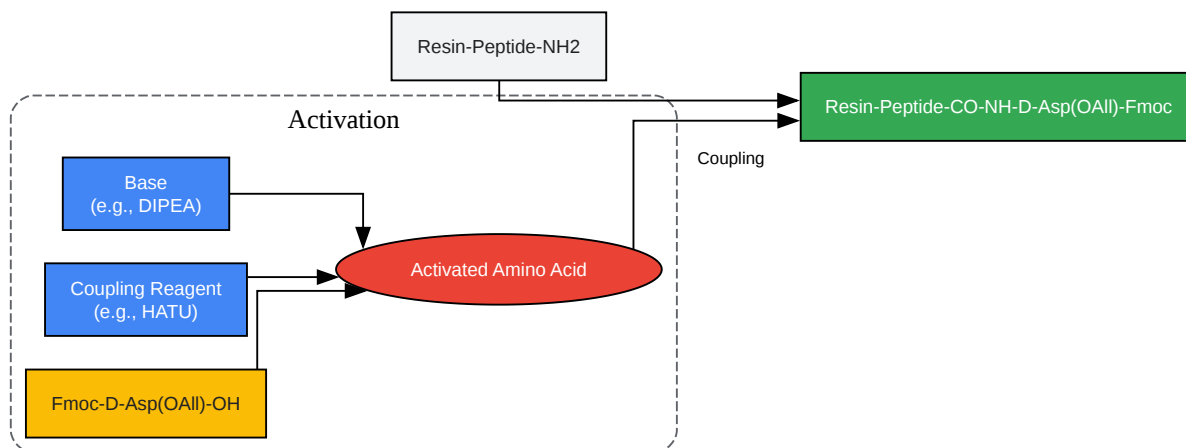 Resin-Peptide-NH2
Resin-Peptide-CO-NH-D-Asp(OAll)-Fmoc
Activation
Coupling
Base
(e.g., DIPEA)
Activated Amino Acid
Coupling Reagent
(e.g., HATU)
Fmoc-D-Asp(OAll)-OH